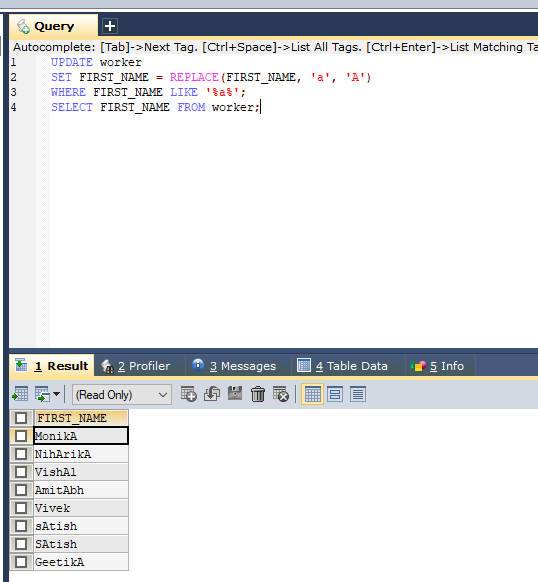 Query
Autocomplete: [Tab]->Next Tag. [Ctrl+Space]->List All Tags. [Ctrl+Enter]->List Matching Ta
1 UPDATE worker
2 SET FIRST_NAME = REPLACE(FIRST_NAME, 'a', 'A')
3 WHERE FIRST_NAME LIKE '%a%';
4 SELECT FIRST_NAME FROM worker;
1 Result 2 Profiler 3 Messages 4 Table Data 5 Info
(Read Only)
FIRST_NAME
MonikA
NihArikA
VishAl
AmitAbh
Vivek
sAtish
SAtish
GeetikA